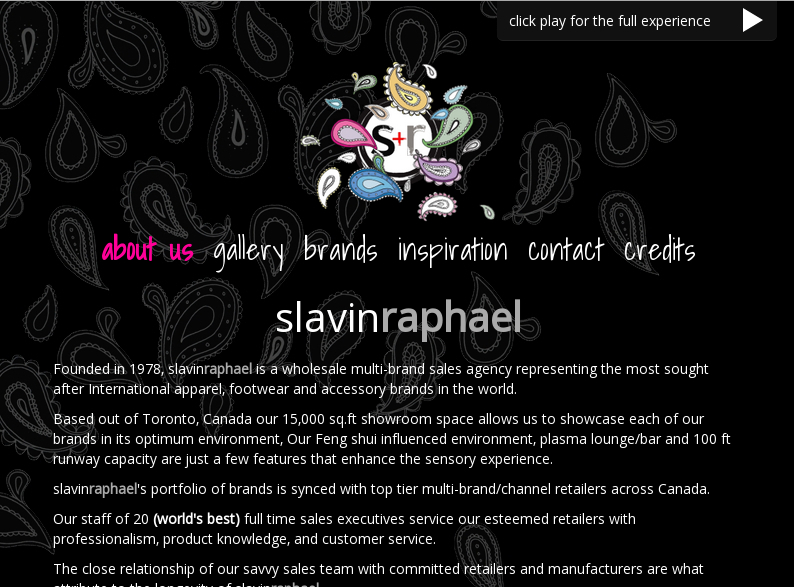 click play for the full experience
s+r
about us gallery brands inspiration contact credits
slavinraphael
Founded in 1978, slavinraphael is a wholesale multi-brand sales agency representing the most sought
after International apparel, footwear and accessory brands in the world.
Based out of Toronto, Canada our 15,000 sq.ft showroom space allows us to showcase each of our
brands in its optimum environment, Our Feng shui influenced environment, plasma lounge/bar and 100 ft
runway capacity are just a few features that enhance the sensory experience.
slavinraphael's portfolio of brands is synced with top tier multi-brand/channel retailers across Canada.
Our staff of 20 (world's best) full time sales executives service our esteemed retailers with
professionalism, product knowledge, and customer service.
The close relationship of our savvy sales team with committed retailers and manufacturers are what
attribute to the longevity of slavinraphael